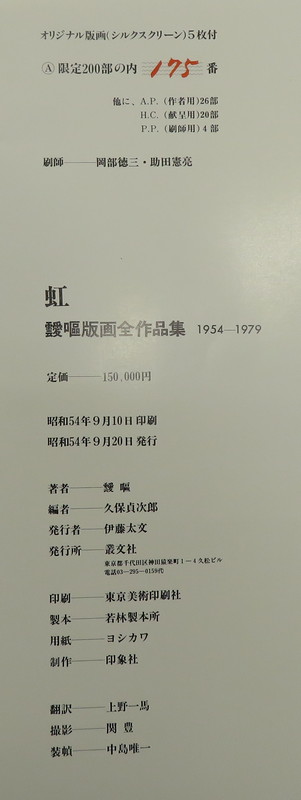 オリジナル版画(シルクスクリーン)5枚付
Ⓐ限定200部の内 175 番
他に、A.P.(作者用)26部
H.C.(献呈用)20部
P.P.(刷師用)4部
刷師――岡部徳三・助田憲亮
虹
靉嘔版画全作品集 1954—1979
定価――150,000円
昭和54年9月10日 印刷
昭和54年9月20日 発行
著者――靉嘔
編者――久保貞次郎
発行者――伊藤太文
発行所――叢文社
東京都千代田区神田猿楽町1―4久松ビル
電話03―295―0159代
印刷――東京美術印刷社
製本――若林製本所
用紙――ヨシカワ
制作――印象社
翻訳――上野一馬
撮影――関豊
装幀――中島唯一